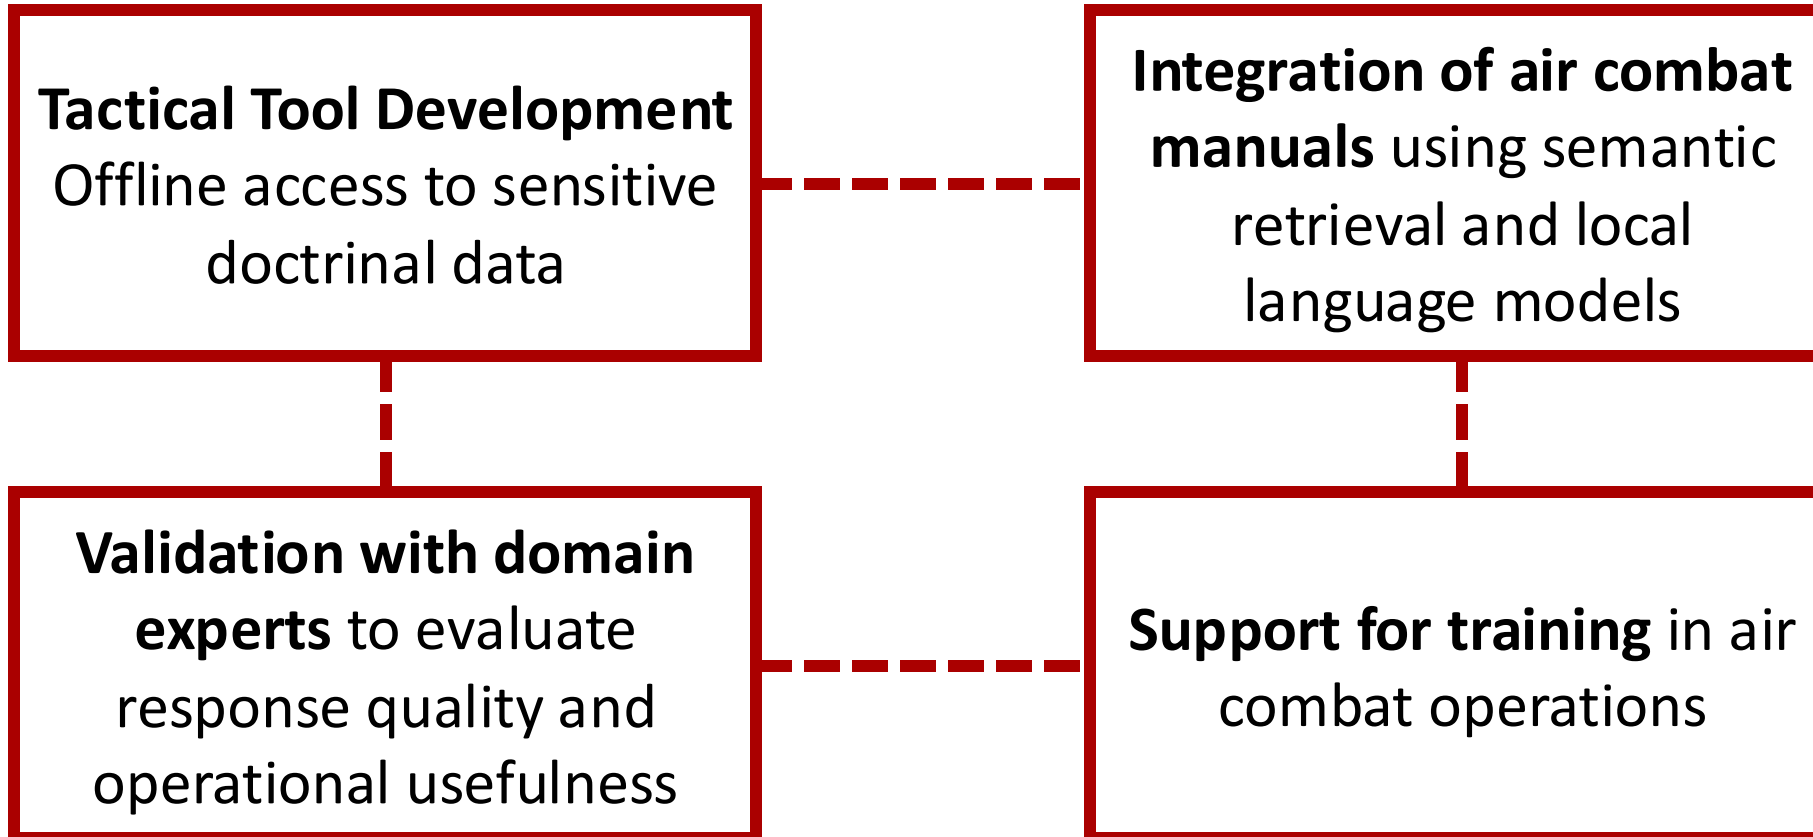 Tactical Tool Development
Offline access to sensitive
doctrinal data
Integration of air combat
manuals using semantic
retrieval and local
language models
Validation with domain
experts to evaluate
response quality and
operational usefulness
Support for training in air
combat operations